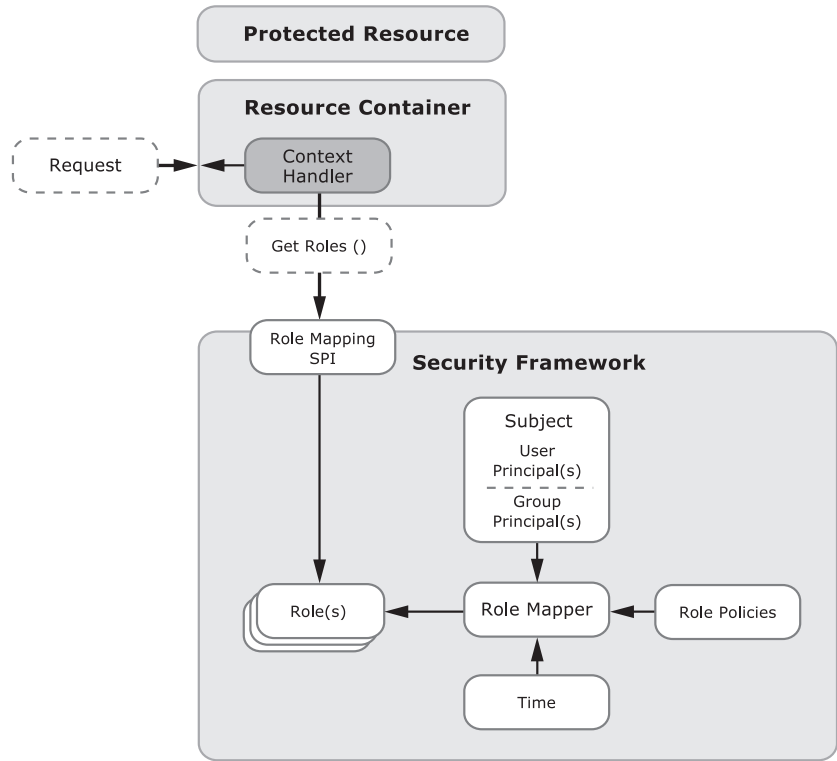 Protected Resource
Resource Container
Request
Context
Handler
Get Roles ()
Role Mapping
SPI
Security Framework
Subject
User
Principal(s)
Group
Principal(s)
Role(s)
Role Mapper
Role Policies
Time